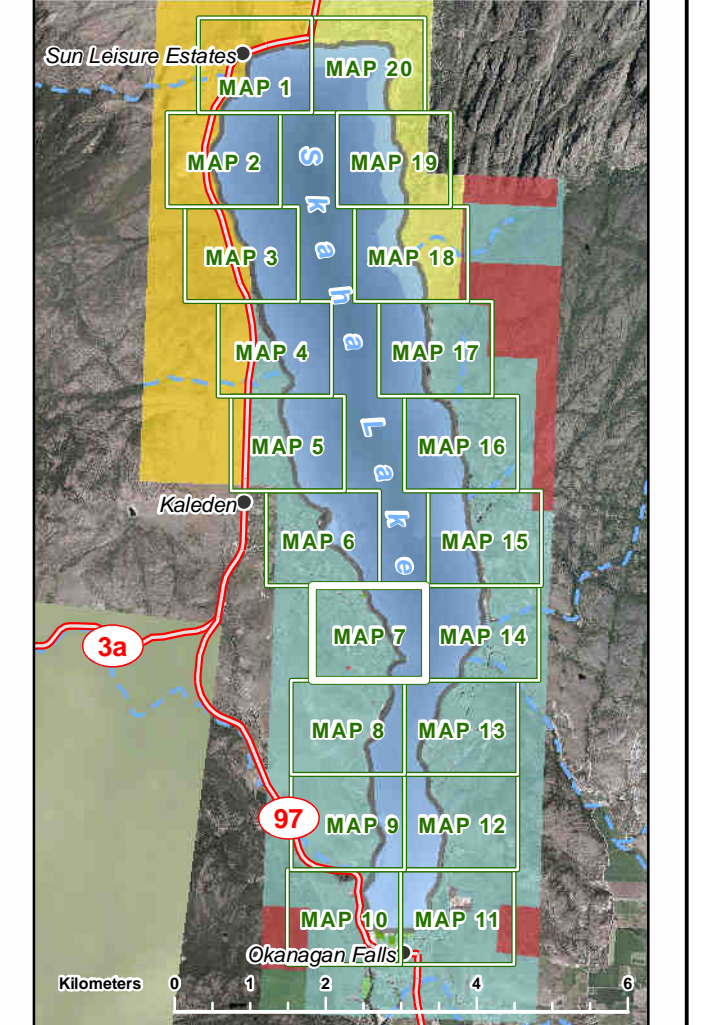 Sun Leisure Estates
MAP 1
MAP 20
MAP 2
MAP 19
MAP 3
MAP 18
MAP 4
MAP 17
MAP 5
MAP 16
Skaha Lake
Kaleden
MAP 6
MAP 15
MAP 7
MAP 14
3a
MAP 8
MAP 13
97
MAP 9
MAP 12
MAP 10
MAP 11
Okanagan Falls
Kilometers 0 1 2 4 6